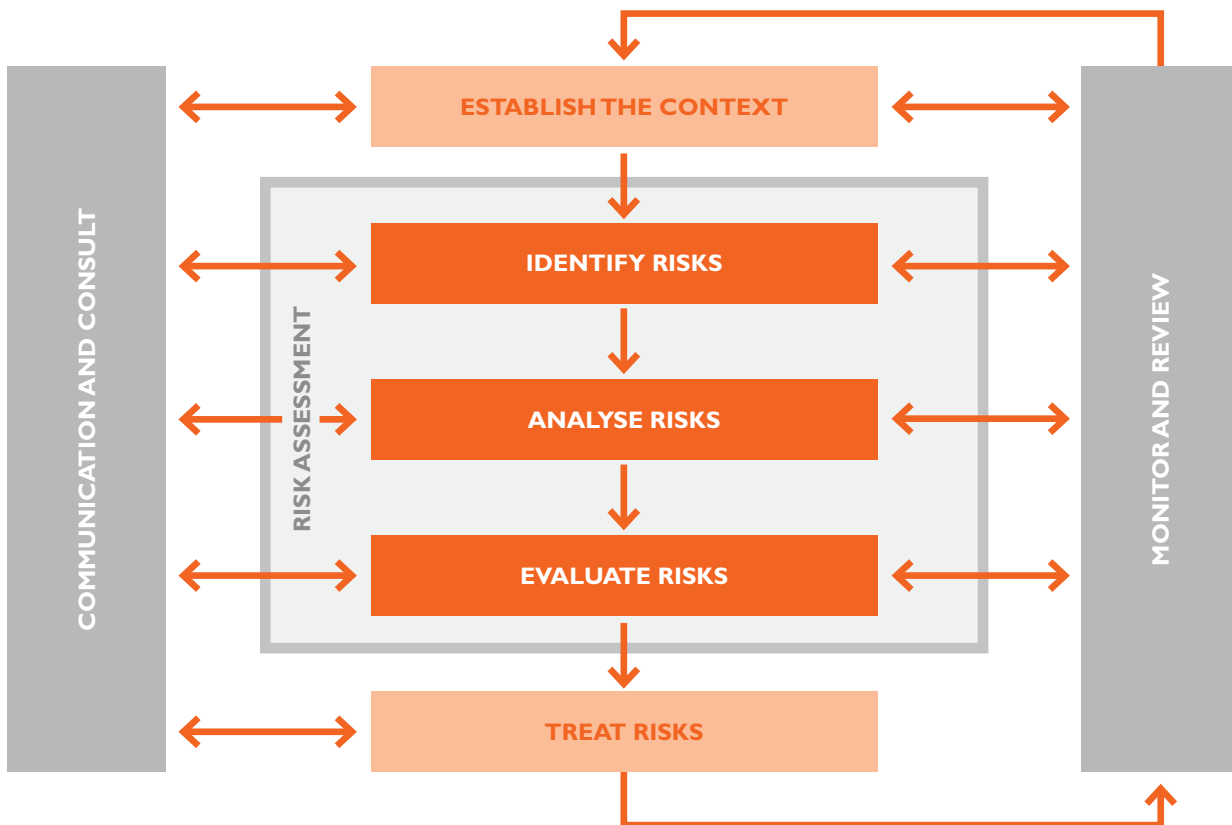 COMMUNICATION AND CONSULT
ESTABLISH THE CONTEXT
RISK ASSESSMENT
IDENTIFY RISKS
ANALYSE RISKS
EVALUATE RISKS
TREAT RISKS
MONITOR AND REVIEW